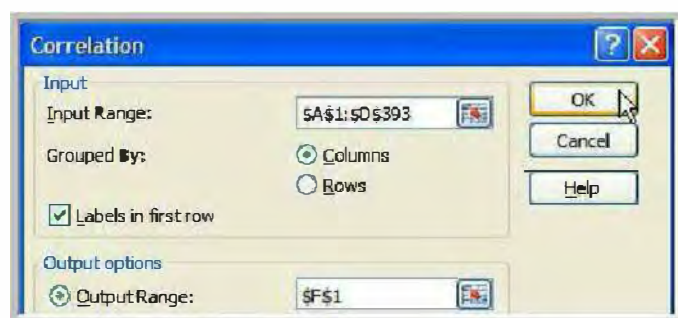 Correlation
Input
Input Range: $A$1:$D$393
OK
Grouped By: Columns
Cancel
Rows
Help
Labels in first row
Output options
Output Range: $F$1